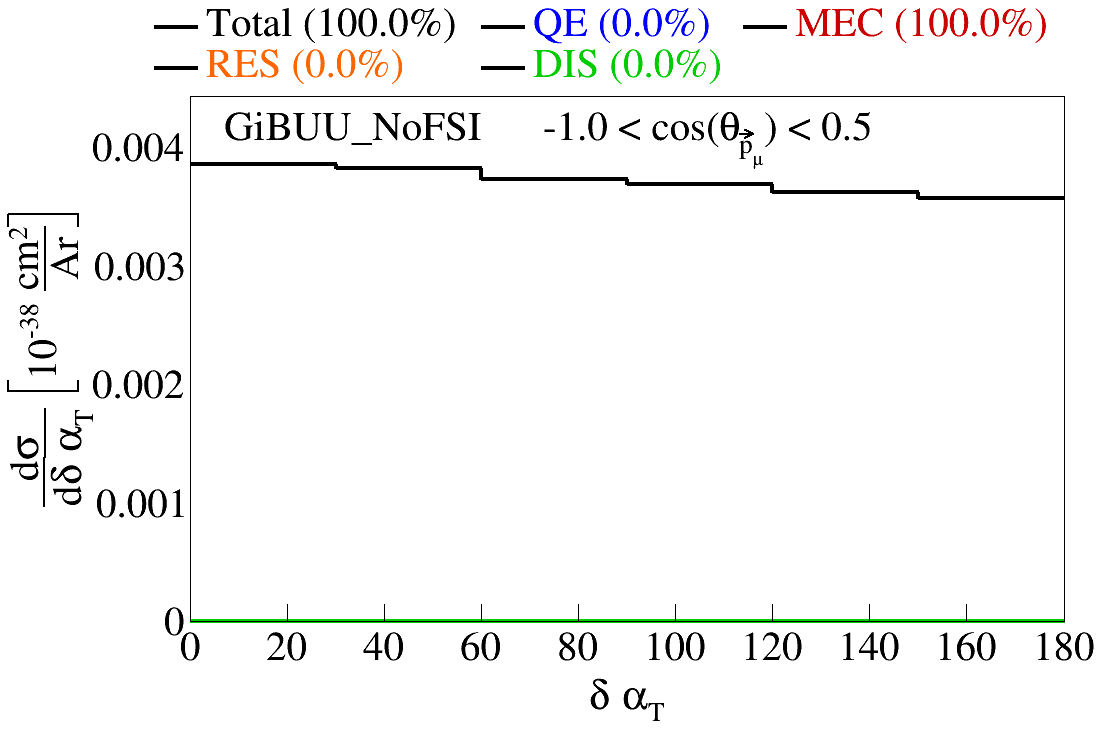 Total (100.0%) QE (0.0%) MEC (100.0%)
RES (0.0%) DIS (0.0%)
GiBUU_NoFSI -1.0 < cos(θp⃗μ) < 0.5
dσ/dδ αT [10-38 cm2/Ar]
0.004
0.003
0.002
0.001
0
0 20 40 60 80 100 120 140 160 180
δ αT